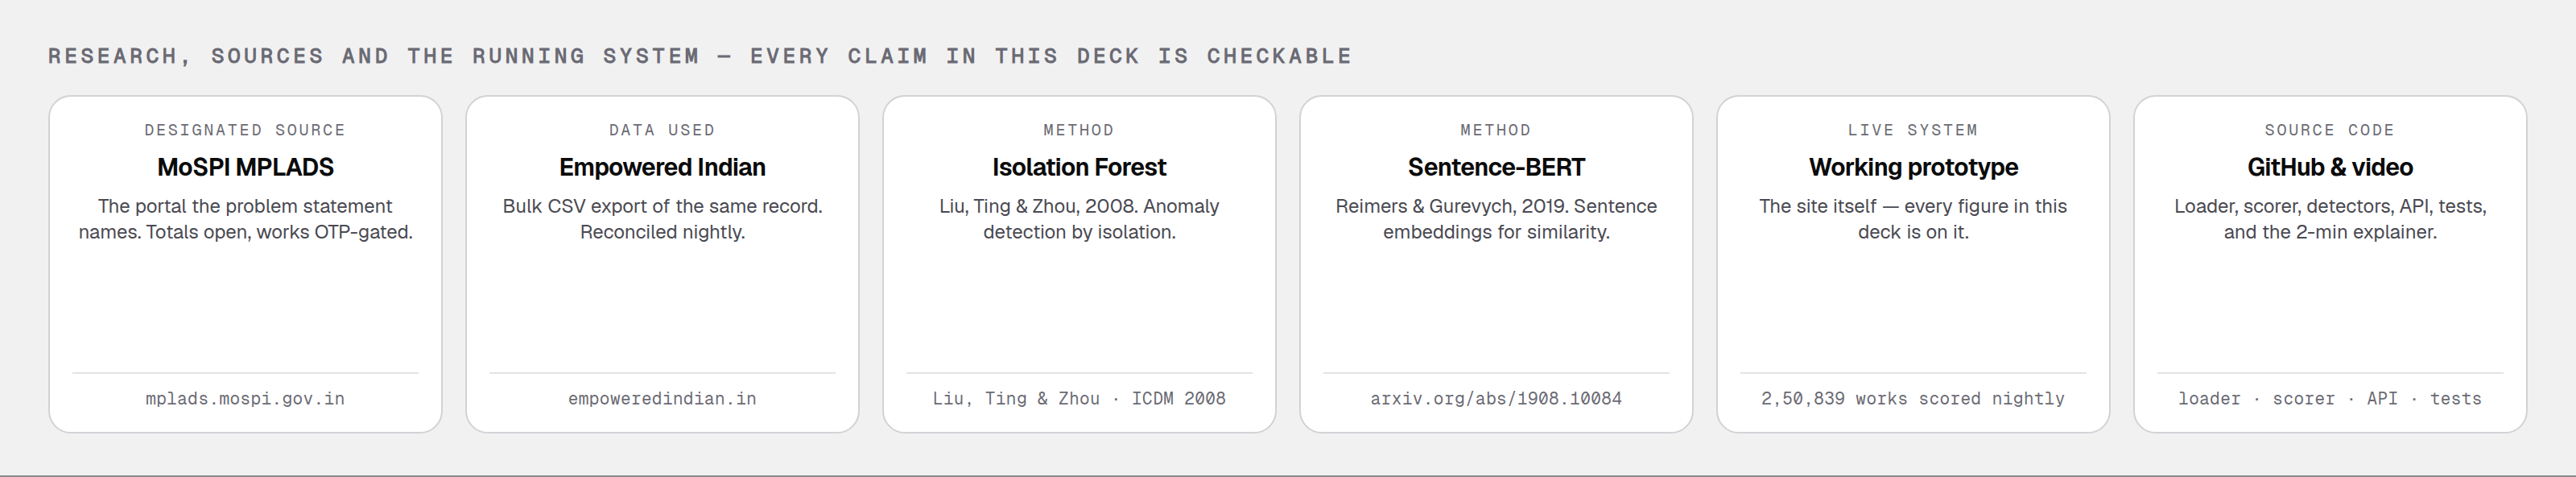 RESEARCH, SOURCES AND THE RUNNING SYSTEM — EVERY CLAIM IN THIS DECK IS CHECKABLE
DESIGNATED SOURCE
MoSPI MPLADS
The portal the problem statement
names. Totals open, works OTP-gated.
mplads.mospi.gov.in
DATA USED
Empowered Indian
Bulk CSV export of the same record.
Reconciled nightly.
empoweredindian.in
METHOD
Isolation Forest
Liu, Ting & Zhou, 2008. Anomaly
detection by isolation.
Liu, Ting & Zhou · ICDM 2008
METHOD
Sentence-BERT
Reimers & Gurevych, 2019. Sentence
embeddings for similarity.
arxiv.org/abs/1908.10084
LIVE SYSTEM
Working prototype
The site itself — every figure in this
deck is on it.
2,50,839 works scored nightly
SOURCE CODE
GitHub & video
Loader, scorer, detectors, API, tests,
and the 2-min explainer.
loader · scorer · API · tests